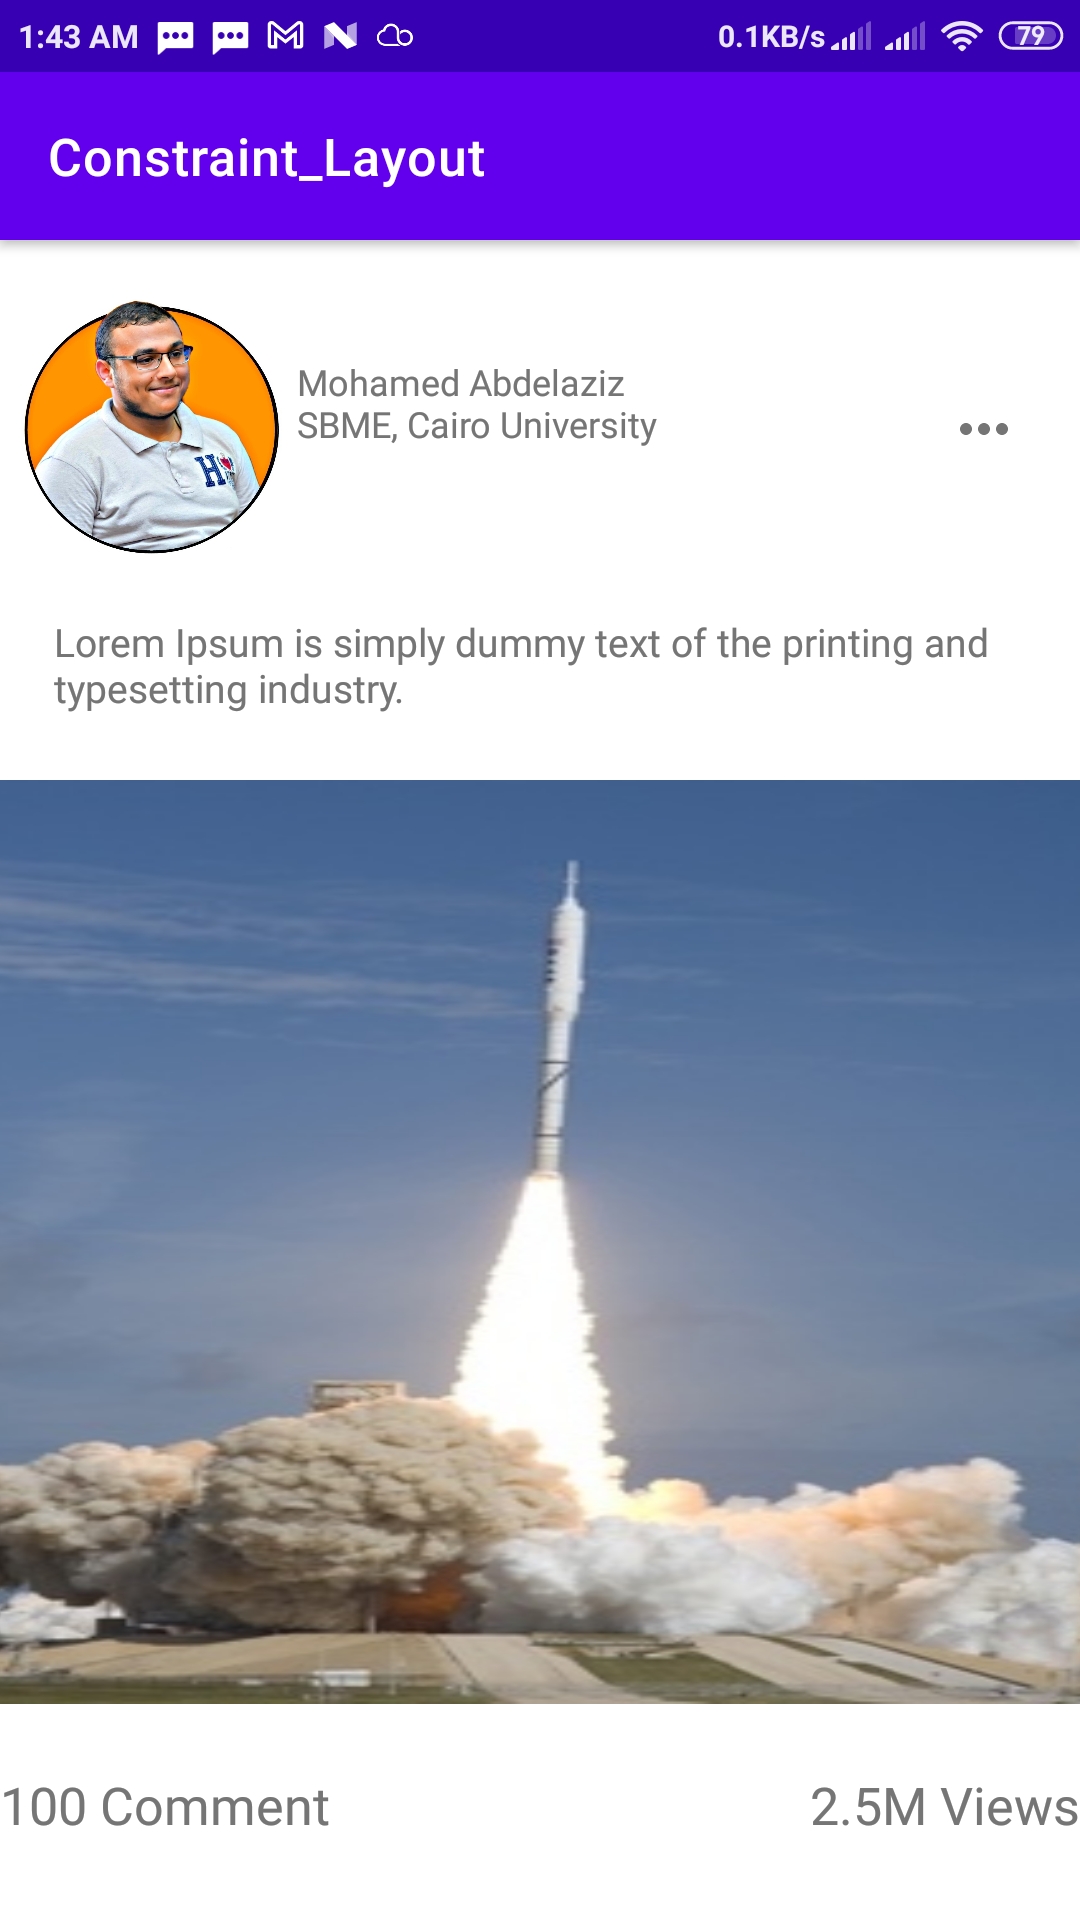 1:43 AM 0.1KB/s 79
Constraint_Layout
Mohamed Abdelaziz
SBME, Cairo University
Lorem Ipsum is simply dummy text of the printing and
typesetting industry.
100 Comment 2.5M Views